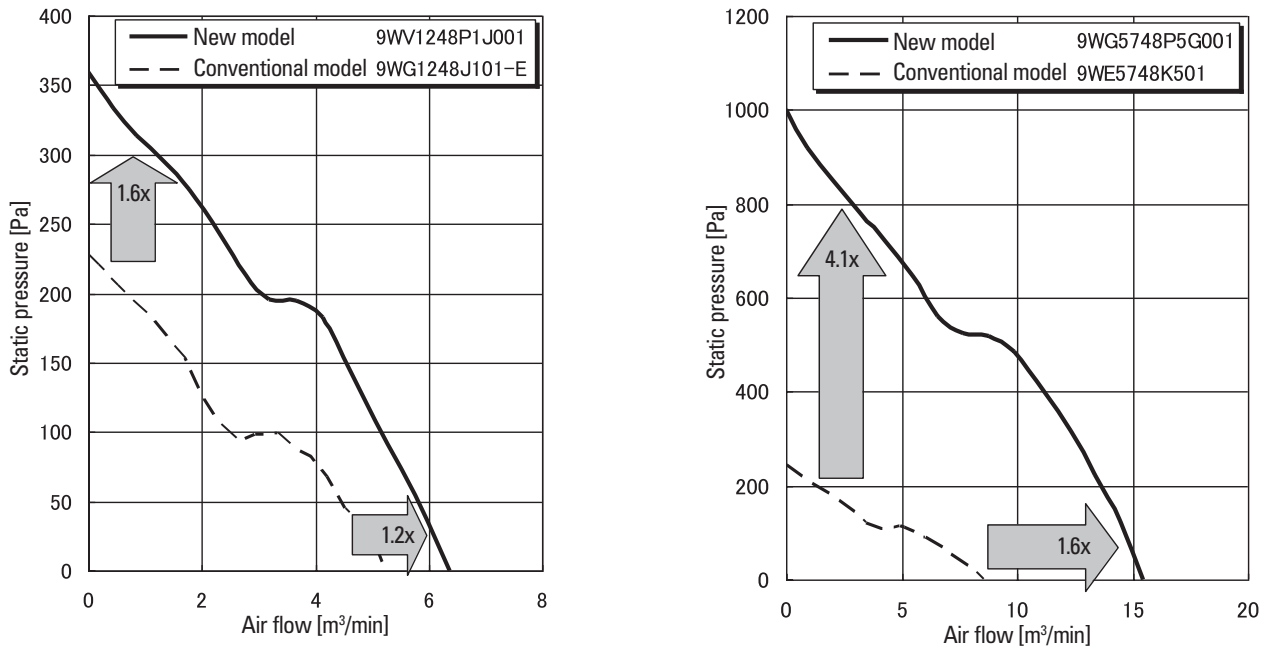 400
350
300
250
200
150
100
50
0
Static pressure [Pa]
New model 9WV1248P1J001
Conventional model 9WG1248J101-E
1.6x
1.2x
0 2 4 6 8
Air flow [m³/min]
1200
1000
800
600
400
200
0
Static pressure [Pa]
New model 9WG5748P5G001
Conventional model 9WE5748K501
4.1x
1.6x
0 5 10 15 20
Air flow [m³/min]